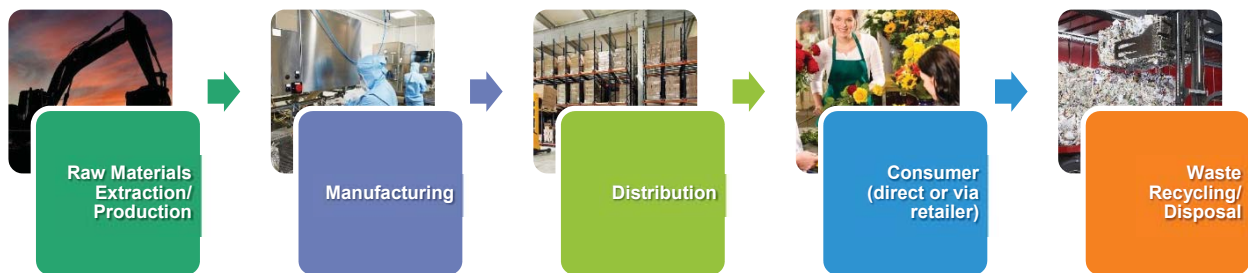 Raw Materials
Extraction/
Production
Manufacturing
Distribution
Consumer
(direct or via
retailer)
Waste
Recycling/
Disposal